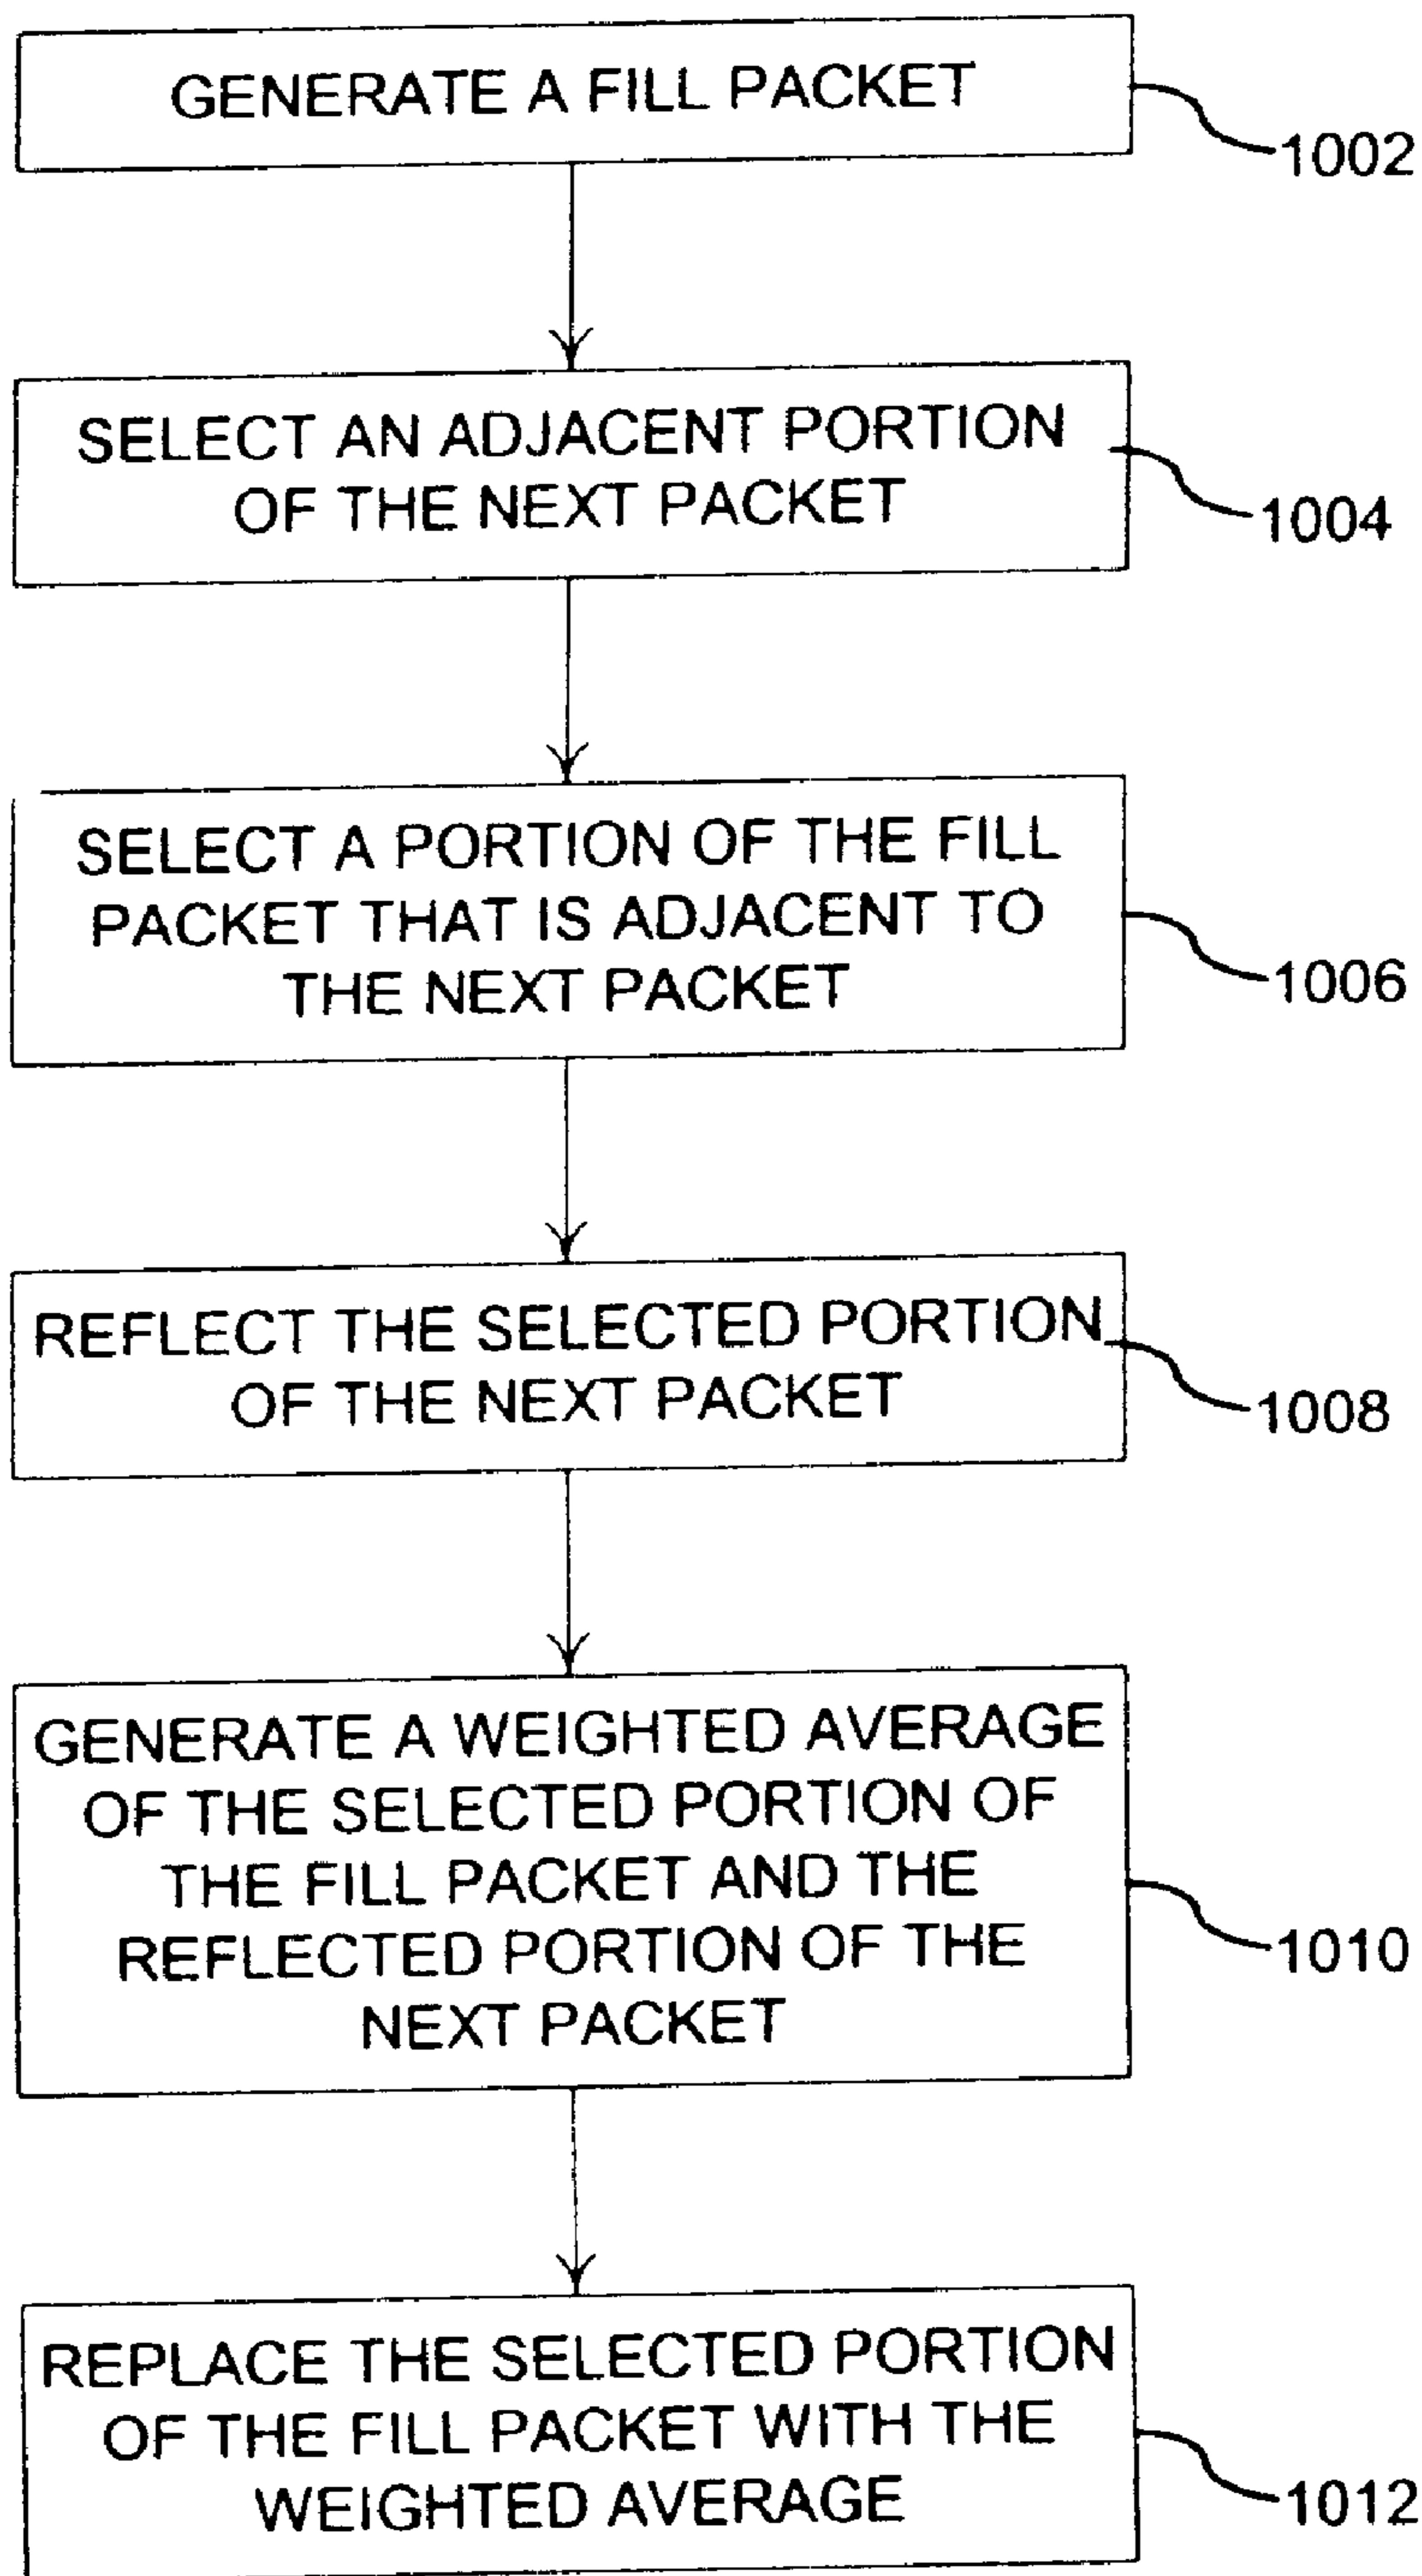 GENERATE A FILL PACKET
1002
SELECT AN ADJACENT PORTION
OF THE NEXT PACKET
1004
SELECT A PORTION OF THE FILL
PACKET THAT IS ADJACENT TO
THE NEXT PACKET
1006
REFLECT THE SELECTED PORTION
OF THE NEXT PACKET
1008
GENERATE A WEIGHTED AVERAGE
OF THE SELECTED PORTION OF
THE FILL PACKET AND THE
REFLECTED PORTION OF THE
NEXT PACKET
1010
REPLACE THE SELECTED PORTION
OF THE FILL PACKET WITH THE
WEIGHTED AVERAGE
1012